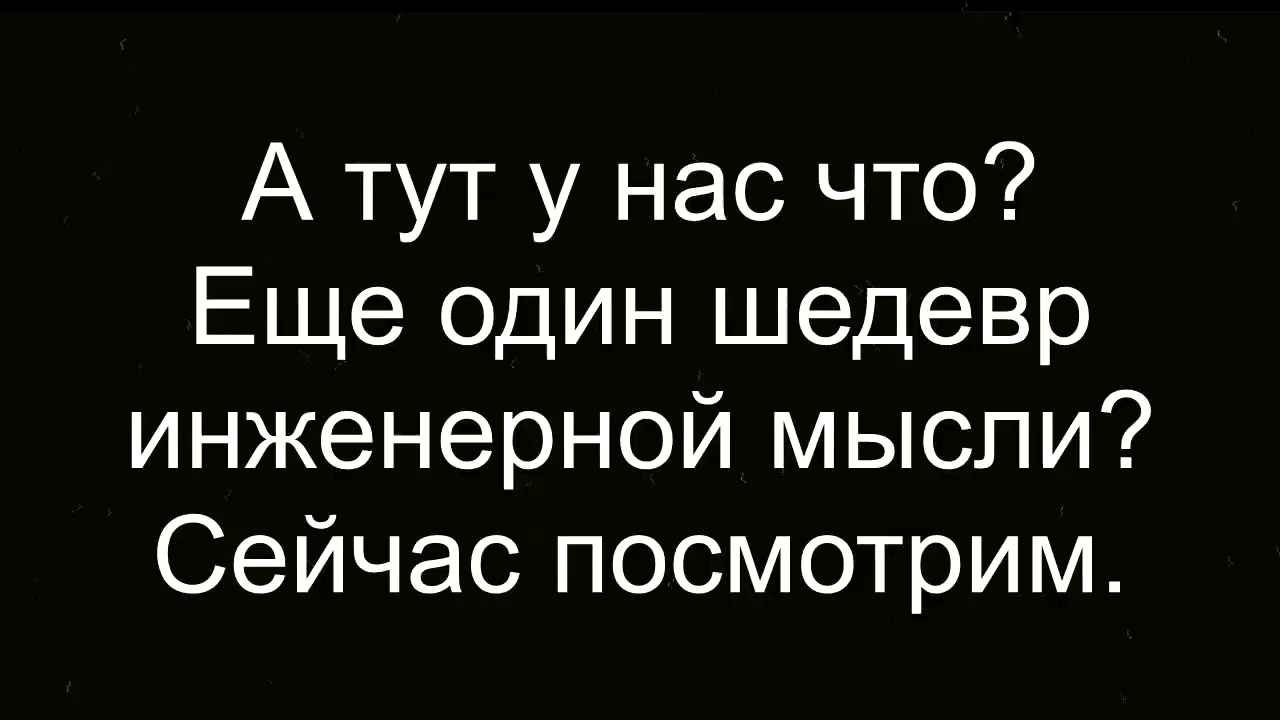 А тут у нас что?
Еще один шедевр
инженерной мысли?
Сейчас посмотрим.